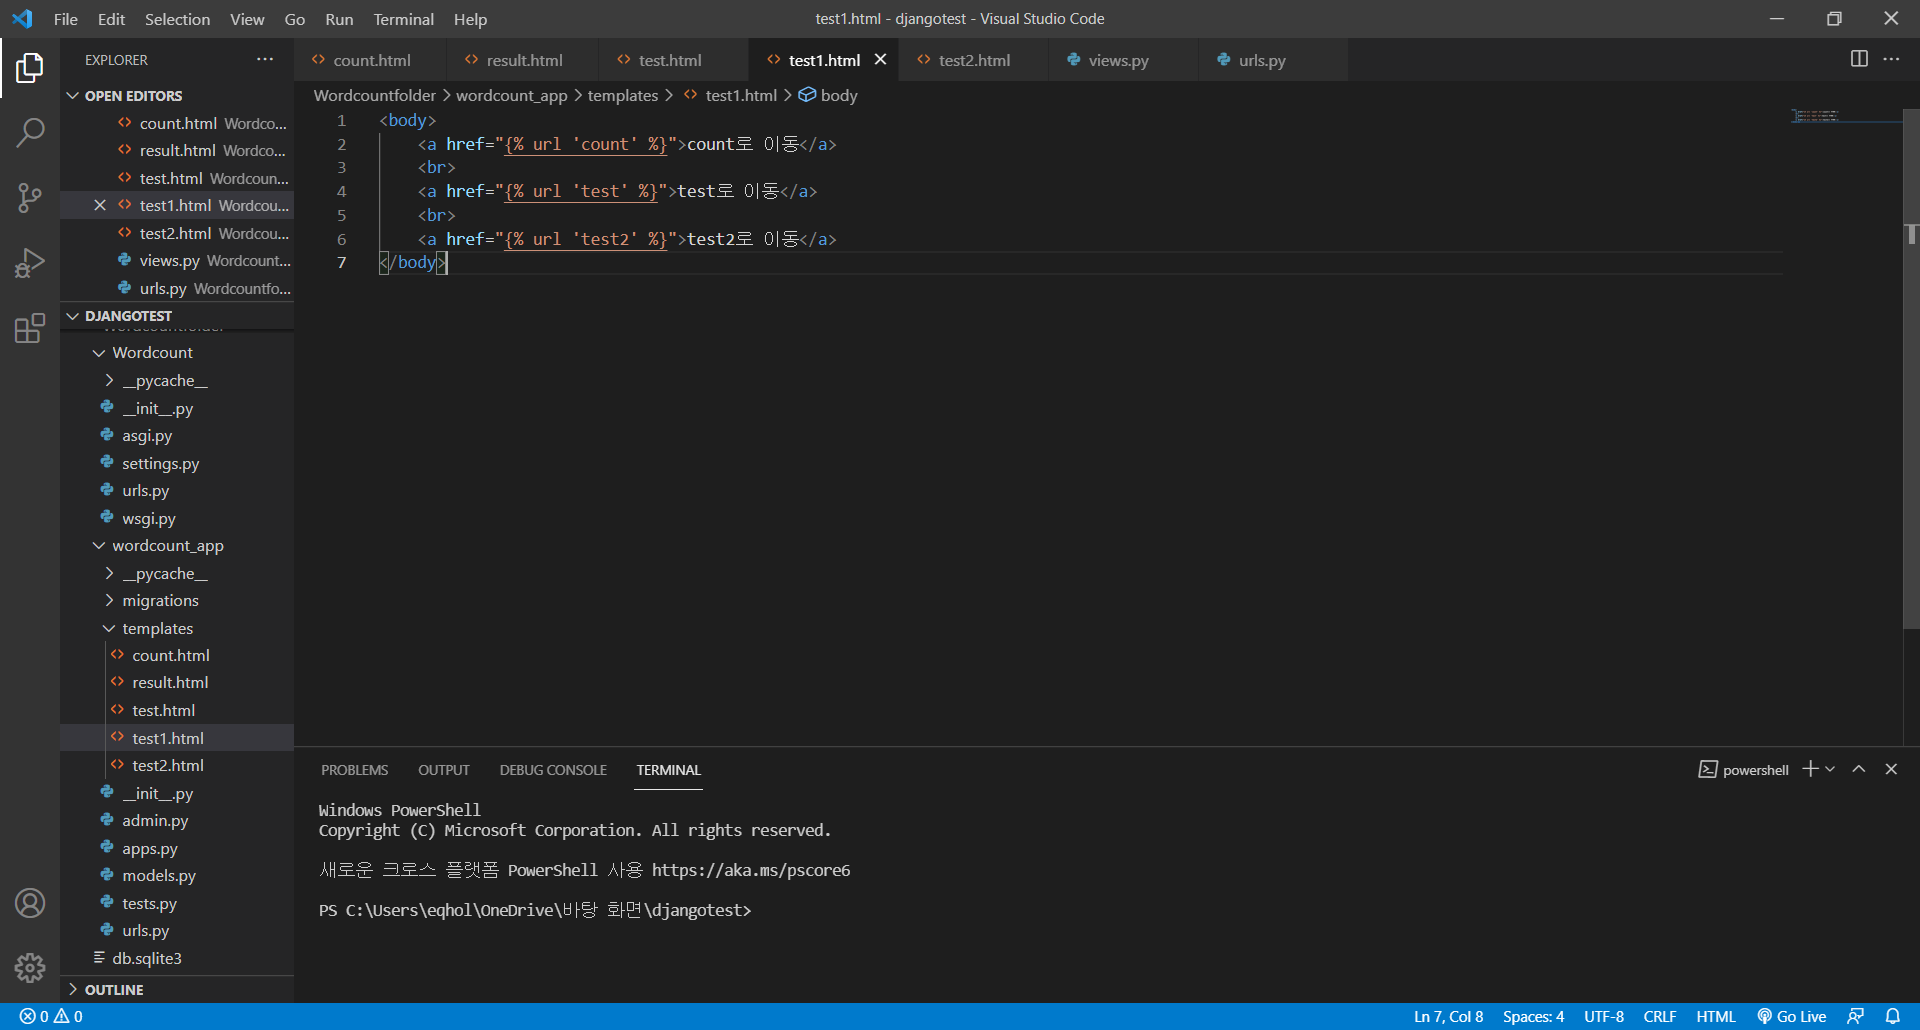 File Edit Selection View Go Run Terminal Help
test1.html - djangotest - Visual Studio Code
EXPLORER
OPEN EDITORS
count.html Wordco...
result.html Wordco...
test.html Wordcoun...
test1.html Wordcou...
test2.html Wordcou...
views.py Wordcount...
urls.py Wordcountfo...
DJANGOTEST
Wordcountfolder
Wordcount
__pycache__
__init__.py
asgi.py
settings.py
urls.py
wsgi.py
wordcount_app
__pycache__
migrations
templates
count.html
result.html
test.html
test1.html
test2.html
__init__.py
admin.py
apps.py
models.py
tests.py
urls.py
db.sqlite3
OUTLINE
count.html result.html test.html test1.html test2.html views.py urls.py
Wordcountfolder > wordcount_app > templates > test1.html > body
1 <body>
2 <a href="{% url 'count' %}">count로 이동</a>
3 <br>
4 <a href="{% url 'test' %}">test로 이동</a>
5 <br>
6 <a href="{% url 'test2' %}">test2로 이동</a>
7 </body>
PROBLEMS OUTPUT DEBUG CONSOLE TERMINAL
powershell
Windows PowerShell
Copyright (C) Microsoft Corporation. All rights reserved.
새로운 크로스 플랫폼 PowerShell 사용 https://aka.ms/pscore6
PS C:\Users\eqhol\OneDrive\바탕 화면\djangotest>
0 0
Ln 7, Col 8 Spaces: 4 UTF-8 CRLF HTML Go Live